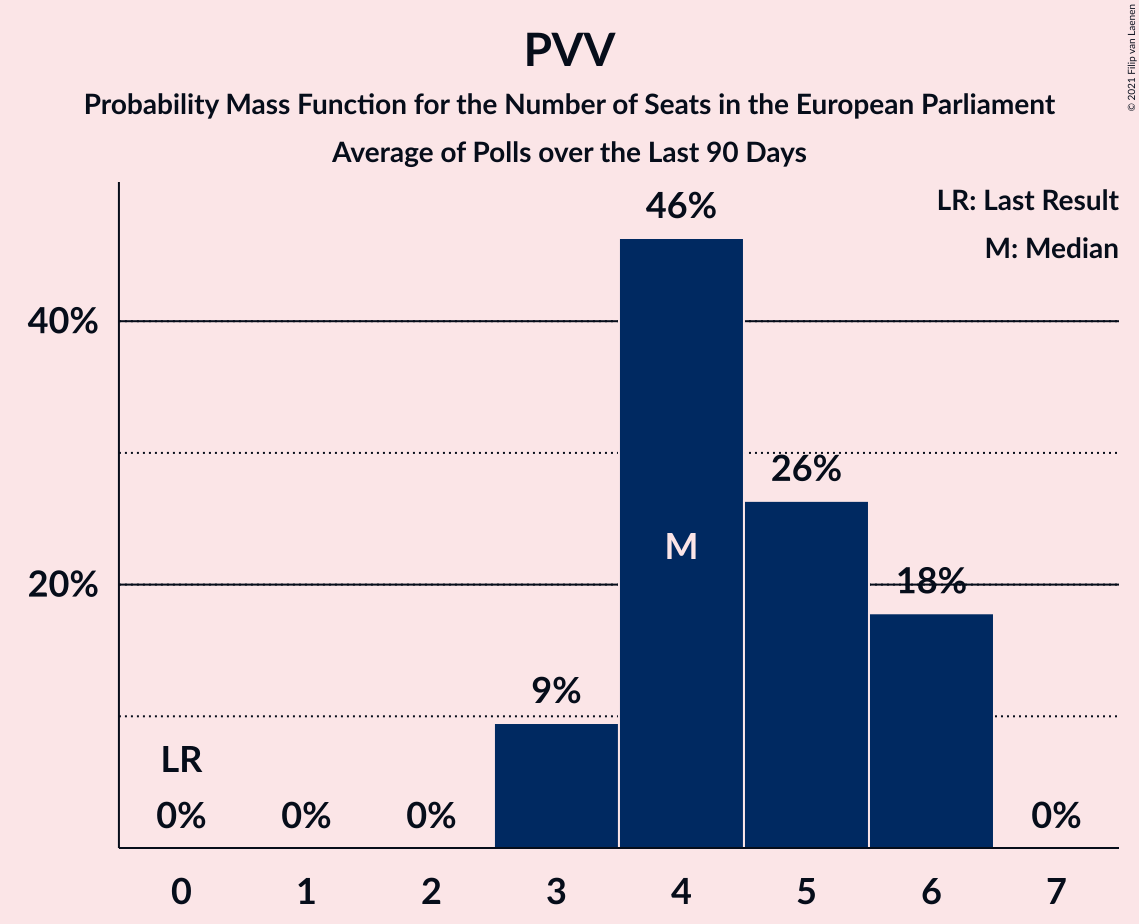 PVV
Probability Mass Function for the Number of Seats in the European Parliament
Average of Polls over the Last 90 Days
© 2021 Filip van Laenen
LR: Last Result
M: Median
46%
40%
26%
M
20%
18%
9%
LR
0%
0%
0%
0%
0
1
2
3
4
5
6
7